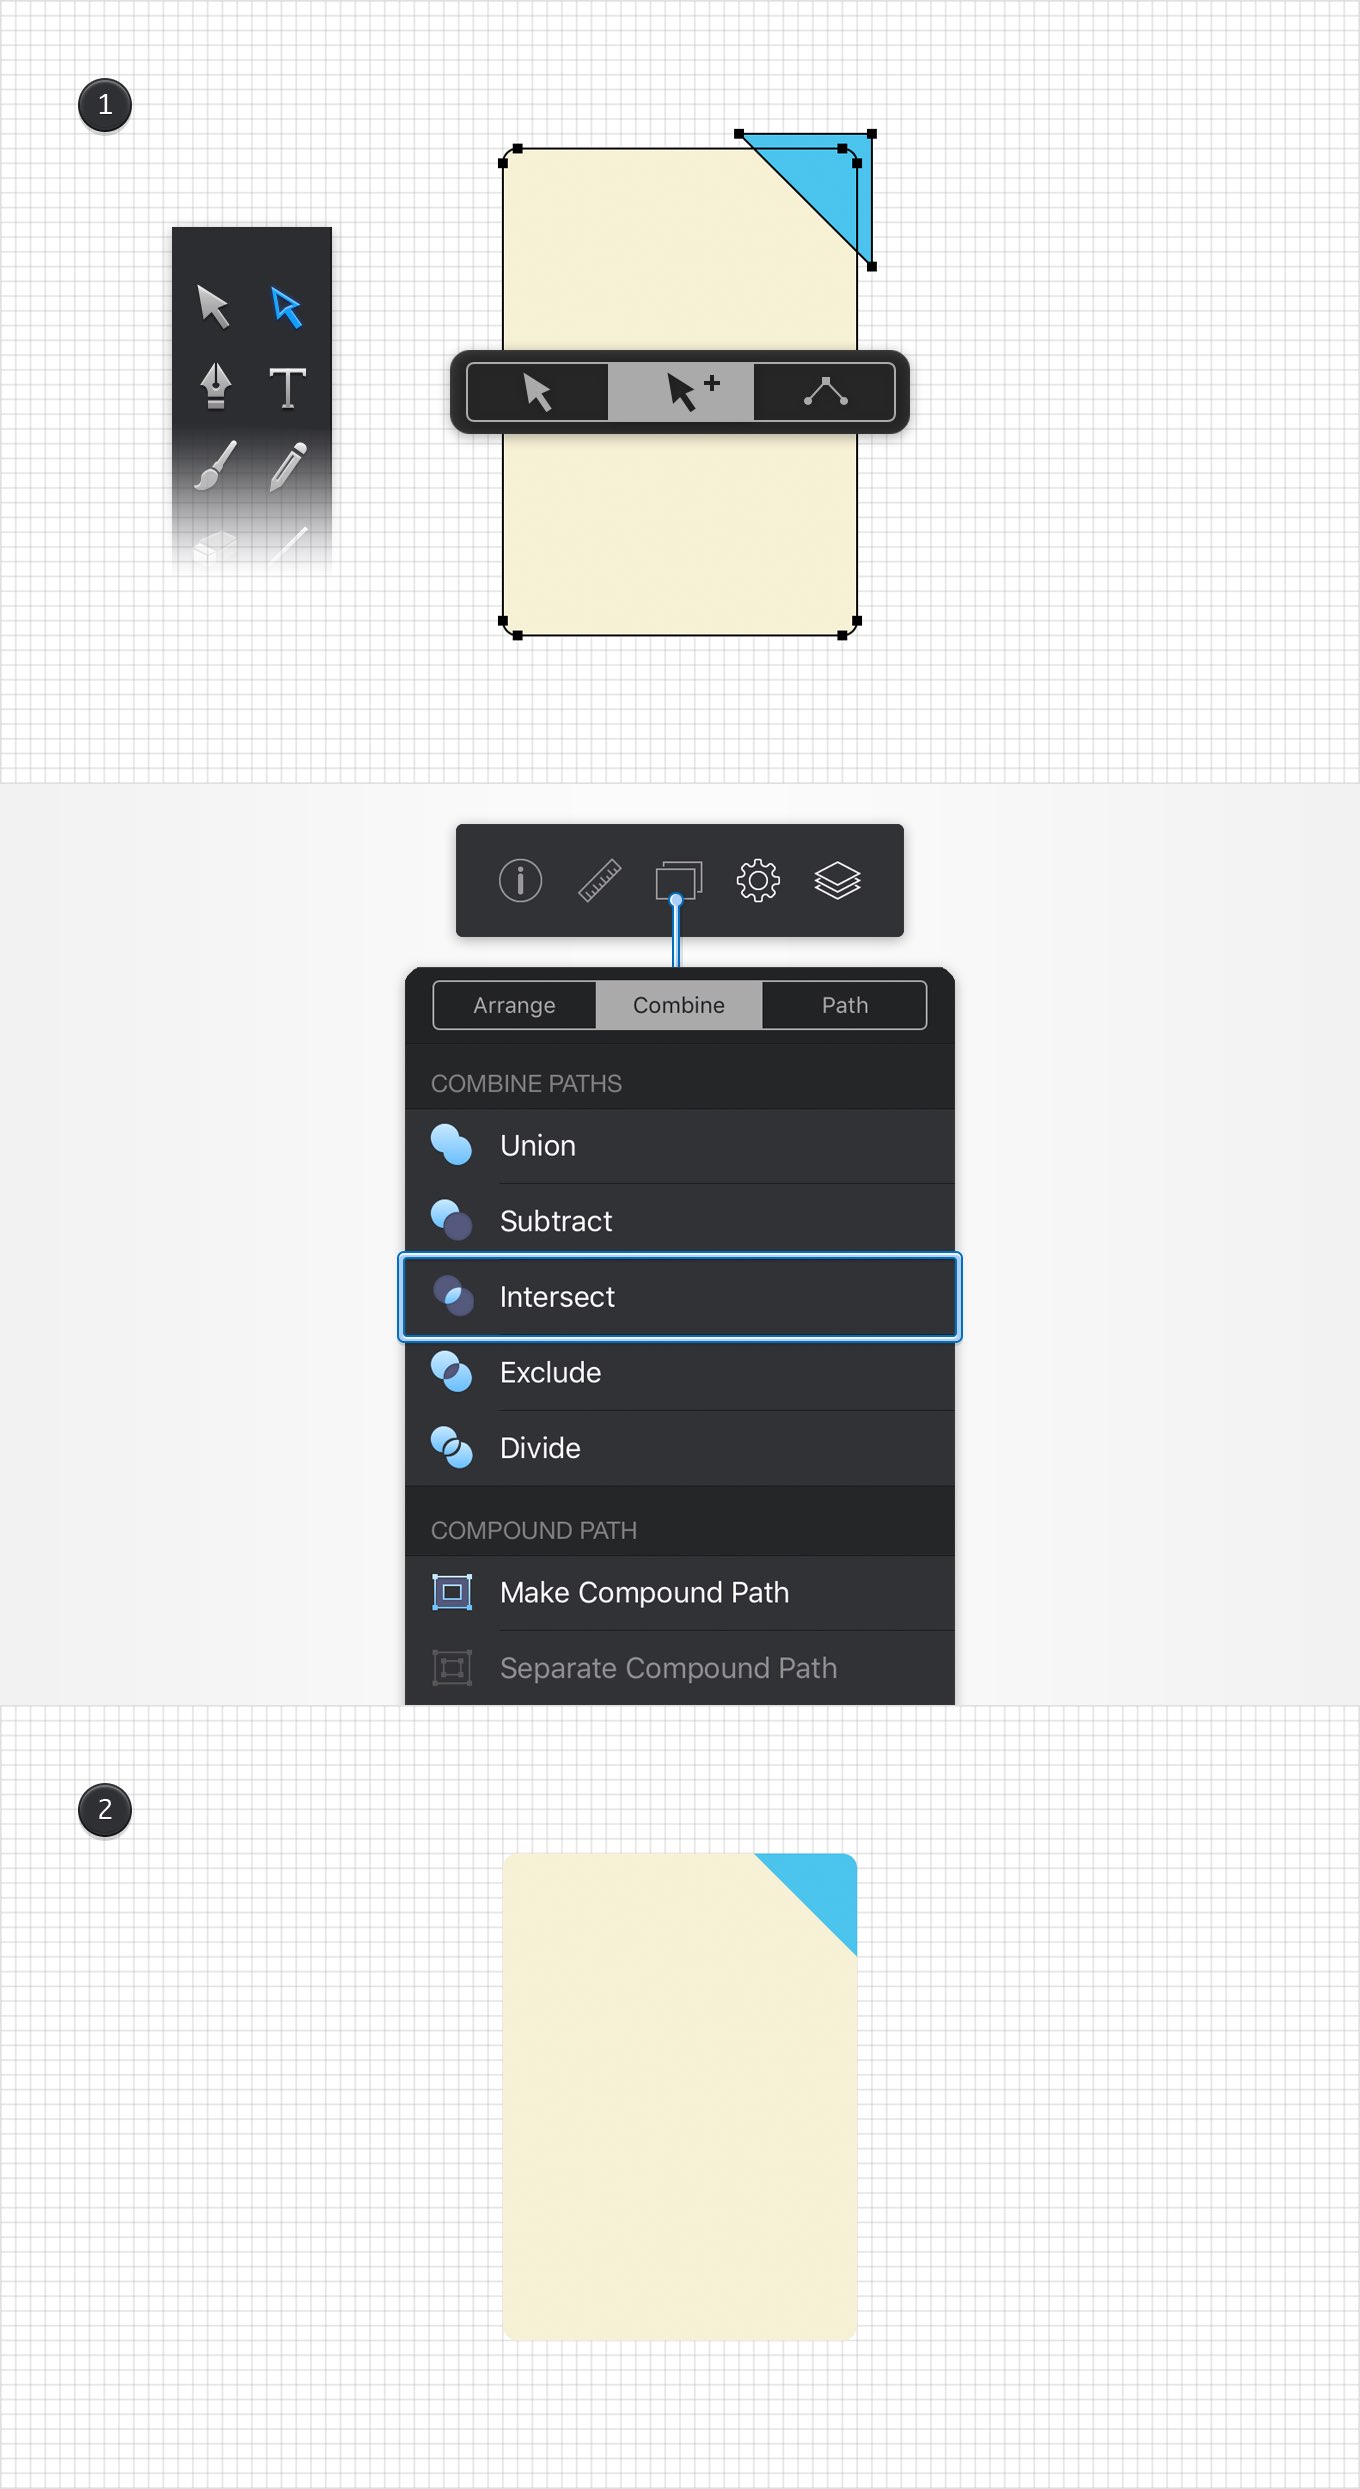 1
Arrange Combine Path
COMBINE PATHS
Union
Subtract
Intersect
Exclude
Divide
COMPOUND PATH
Make Compound Path
Separate Compound Path
2